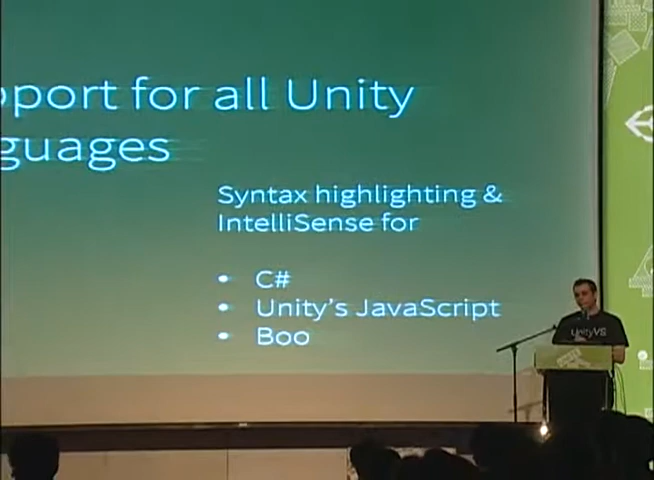 pport for all Unity
guages
Syntax highlighting &
IntelliSense for
• C#
• Unity's JavaScript
• Boo
UnityVS